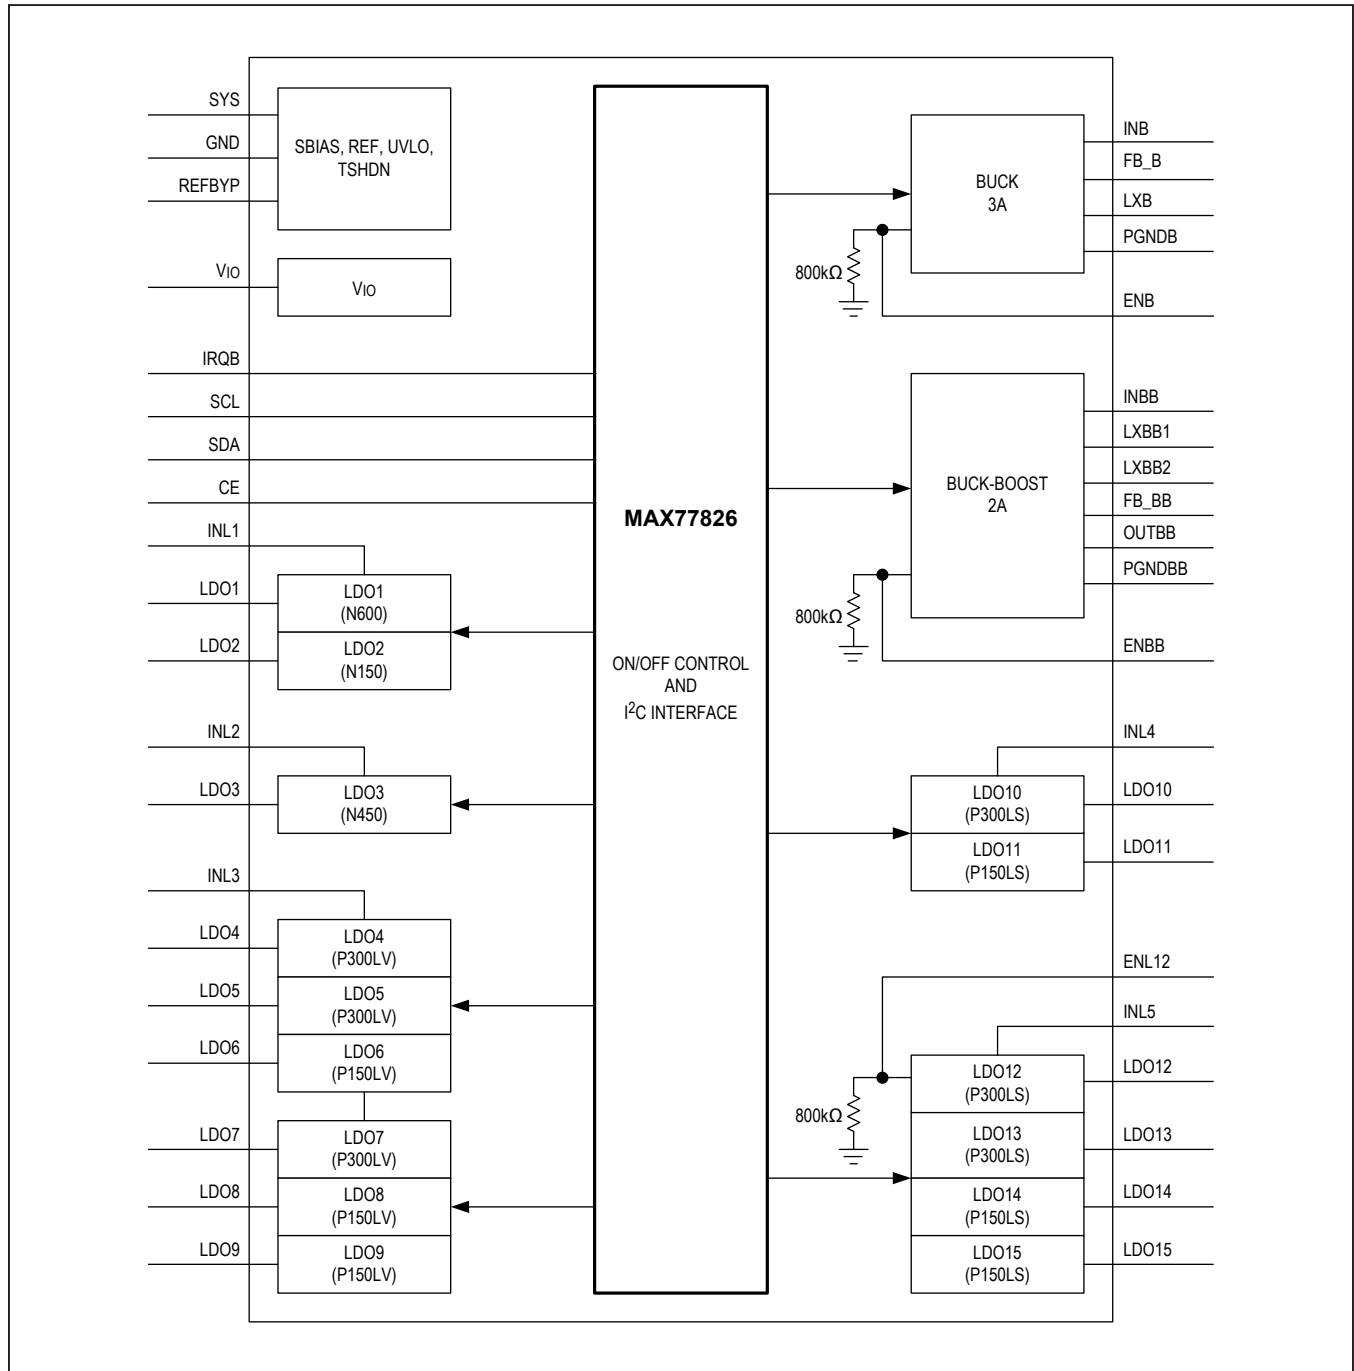 SYS
GND
REFBYP
SBIAS, REF, UVLO,
TSHDN
VIO
VIO
IRQB
SCL
SDA
CE
INL1
LDO1
LDO2
LDO1
(N600)
LDO2
(N150)
INL2
LDO3
LDO3
(N450)
INL3
LDO4
LDO5
LDO6
LDO4
(P300LV)
LDO5
(P300LV)
LDO6
(P150LV)
LDO7
LDO8
LDO9
LDO7
(P300LV)
LDO8
(P150LV)
LDO9
(P150LV)
MAX77826
ON/OFF CONTROL
AND
I2C INTERFACE
BUCK
3A
800kΩ
INB
FB_B
LXB
PGNDB
ENB
BUCK-BOOST
2A
800kΩ
INBB
LXBB1
LXBB2
FB_BB
OUTBB
PGNDBB
ENBB
INL4
LDO10
(P300LS)
LDO11
(P150LS)
LDO10
LDO11
ENL12
INL5
800kΩ
LDO12
(P300LS)
LDO13
(P300LS)
LDO14
(P150LS)
LDO15
(P150LS)
LDO12
LDO13
LDO14
LDO15